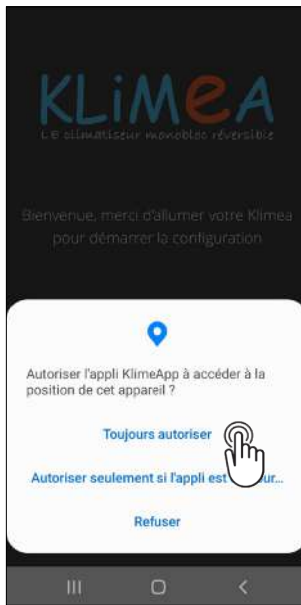 KLiMeA
LE climatiseur monobloc réversible
Bienvenue, merci d'allumer votre Klimea
pour démarrer la configuration
Autoriser l'appli KlimeApp à accéder à la
position de cet appareil ?
Toujours autoriser
Autoriser seulement si l'appli est
Refuser